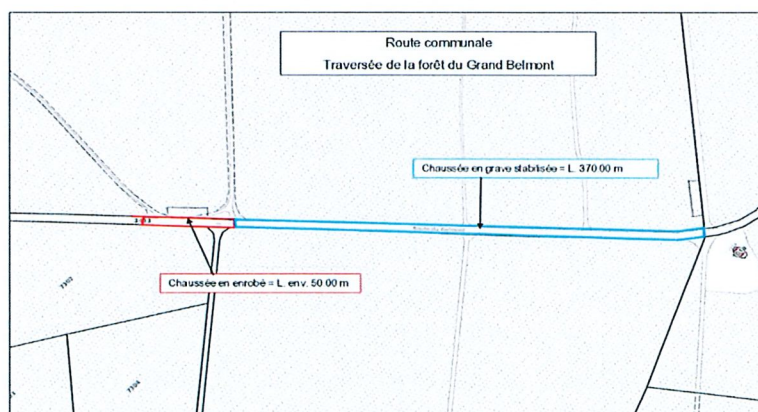 Route communale
Traversée de la forêt du Grand Belmont
Chaussée en grave stabilisée = L. 370.00 m
Chaussée en enrobé = L. env. 50.00 m